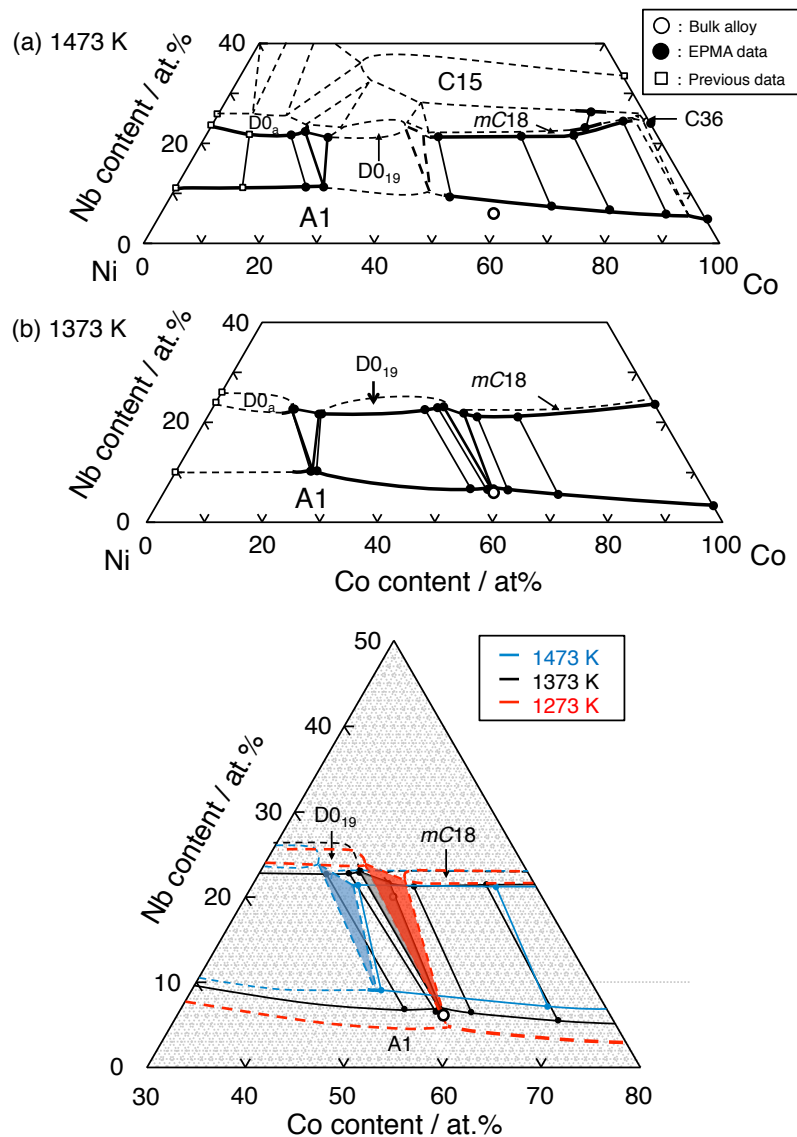 (a) 1473 K
○ : Bulk alloy
● : EPMA data
□ : Previous data
40
20
0
Nb content / at.%
C15
C36
mC18
D0a
D019
A1
Ni
0
20
40
60
80
100
Co
(b) 1373 K
40
20
0
Nb content / at.%
D019
mC18
D0a
A1
Ni
0
20
40
60
80
100
Co
Co content / at%
1473 K
1373 K
1273 K
50
40
30
20
10
0
Nb content / at.%
D019
mC18
A1
30
40
50
60
70
80
Co content / at.%